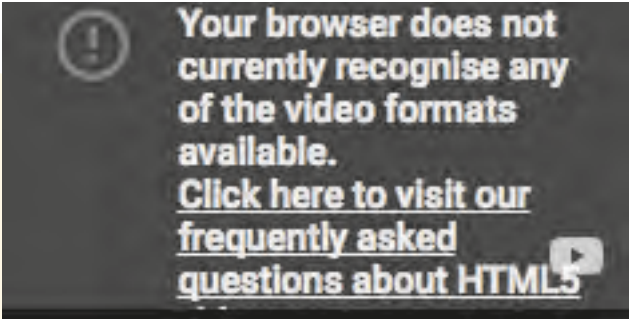 Your browser does not
currently recognise any
of the video formats
available.
Click here to visit our
frequently asked
questions about HTML5